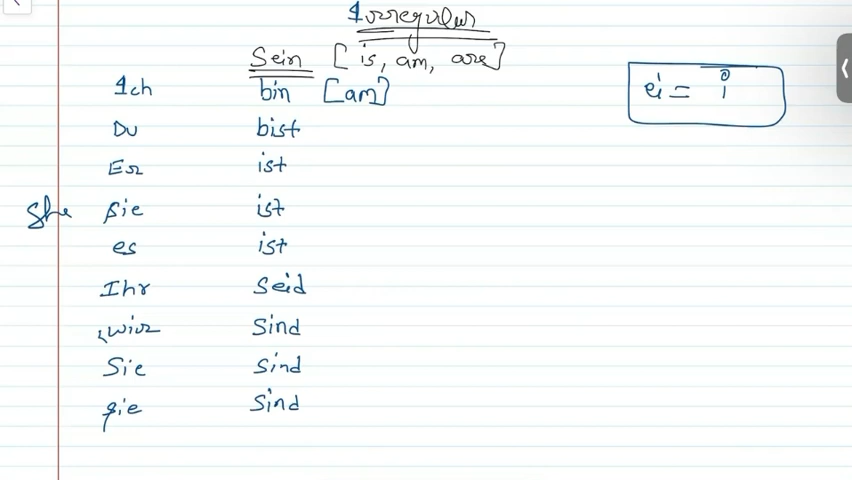 Irregular
Sein [is, am, are]
Ich bin [am]
ei = i
Du bist
Er ist
She sie ist
es ist
Ihr seid
wir sind
Sie sind
sie sind